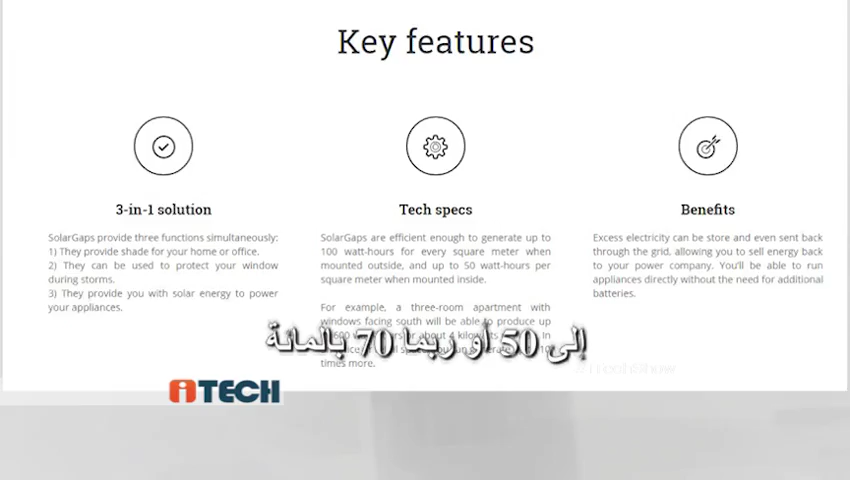 Key features
3-in-1 solution
SolarGaps provide three functions simultaneously:
1) They provide shade for your home or office.
2) They can be used to protect your window
during storms.
3) They provide you with solar energy to power
your appliances.
Tech specs
SolarGaps are efficient enough to generate up to
100 watt-hours for every square meter when
mounted outside, and up to 50 watt-hours per
square meter when mounted inside.
For example, a three-room apartment with
windows facing south will be able to produce up
600
or about 4
In
times more.
Benefits
Excess electricity can be store and even sent back
through the grid, allowing you to sell energy back
to your power company. You'll be able to run
appliances directly without the need for additional
batteries.
إلى 50 أو ربما 70 بالمائة
iTECH